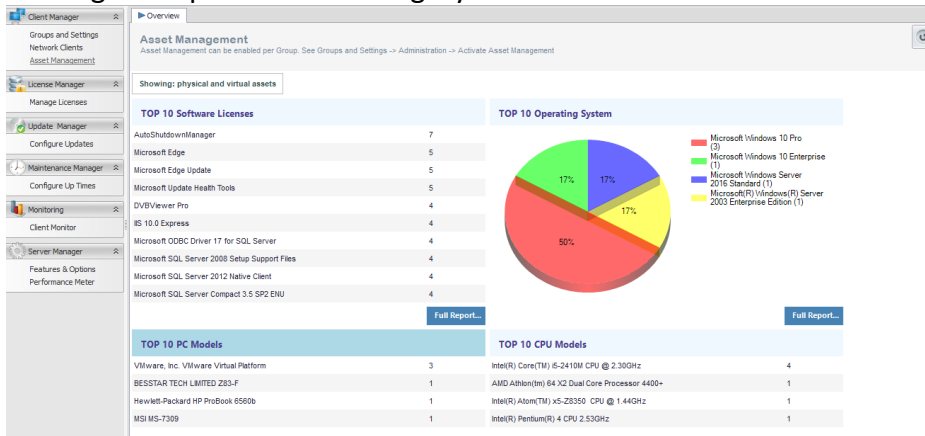 Client Manager
Groups and Settings
Network Clients
Asset Management
License Manager
Manage Licenses
Update Manager
Configure Updates
Maintenance Manager
Configure Up Times
Monitoring
Client Monitor
Server Manager
Features & Options
Performance Meter
Overview
Asset Management
Asset Management can be enabled per Group. See Groups and Settings -> Administration -> Activate Asset Management
Showing: physical and virtual assets
TOP 10 Software Licenses
AutoShutdownManager 7
Microsoft Edge 5
Microsoft Edge Update 5
Microsoft Update Health Tools 5
DVBViewer Pro 4
IIS 10.0 Express 4
Microsoft ODBC Driver 17 for SQL Server 4
Microsoft SQL Server 2008 Setup Support Files 4
Microsoft SQL Server 2012 Native Client 4
Microsoft SQL Server Compact 3.5 SP2 ENU 4
Full Report...
TOP 10 Operating System
17%
17%
17%
50%
Microsoft Windows 10 Pro
(3)
Microsoft Windows 10 Enterprise
(1)
Microsoft Windows Server
2016 Standard (1)
Microsoft(R) Windows(R) Server
2003 Enterprise Edition (1)
Full Report...
TOP 10 PC Models
VMware, Inc. VMware Virtual Platform 3
BESSTAR TECH LIMITED Z83-F 1
Hewlett-Packard HP ProBook 6560b 1
MSI MS-7309 1
TOP 10 CPU Models
Intel(R) Core(TM) i5-2410M CPU @ 2.30GHz 4
AMD Athlon(tm) 64 X2 Dual Core Processor 4400+ 1
Intel(R) Atom(TM) x5-Z8350 CPU @ 1.44GHz 1
Intel(R) Pentium(R) 4 CPU 2.53GHz 1